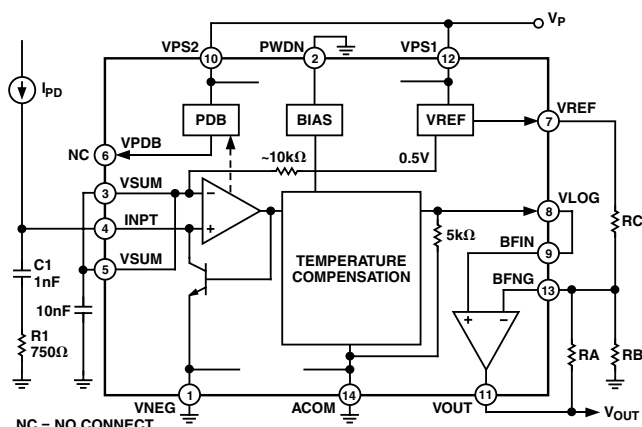 VP
VPS2
PWDN
VPS1
10
2
12
IPD
PDB
BIAS
VREF
VREF
7
VPDB
NC
6
~10kΩ
0.5V
VSUM
3
VLOG
8
RC
INPT
4
5kΩ
BFIN
9
C1
1nF
VSUM
5
TEMPERATURE
COMPENSATION
BFNG
13
10nF
R1
750Ω
RA
RB
1
14
11
VNEG
ACOM
VOUT
VOUT
NC = NO CONNECT